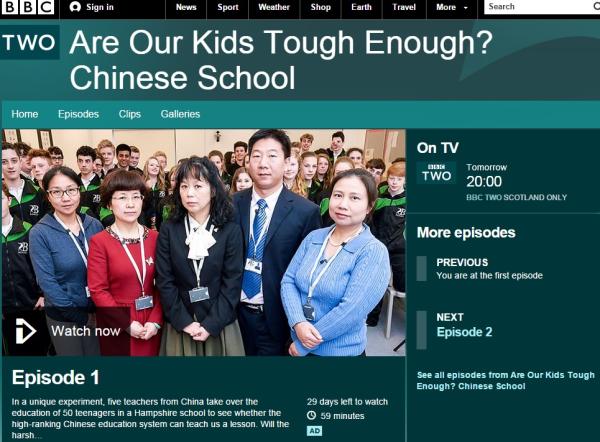 BBC Sign in News Sport Weather Shop Earth Travel More Search
TWO
Are Our Kids Tough Enough?
Chinese School
Home Episodes Clips Galleries
Watch now
Episode 1
In a unique experiment, five teachers from China take over the
education of 50 teenagers in a Hampshire school to see whether the
high-ranking Chinese education system can teach us a lesson. Will the
harsh...
29 days left to watch
59 minutes
AD
On TV
BBC
TWO
Tomorrow
20:00
BBC TWO SCOTLAND ONLY
More episodes
PREVIOUS
You are at the first episode
NEXT
Episode 2
See all episodes from Are Our Kids Tough
Enough? Chinese School